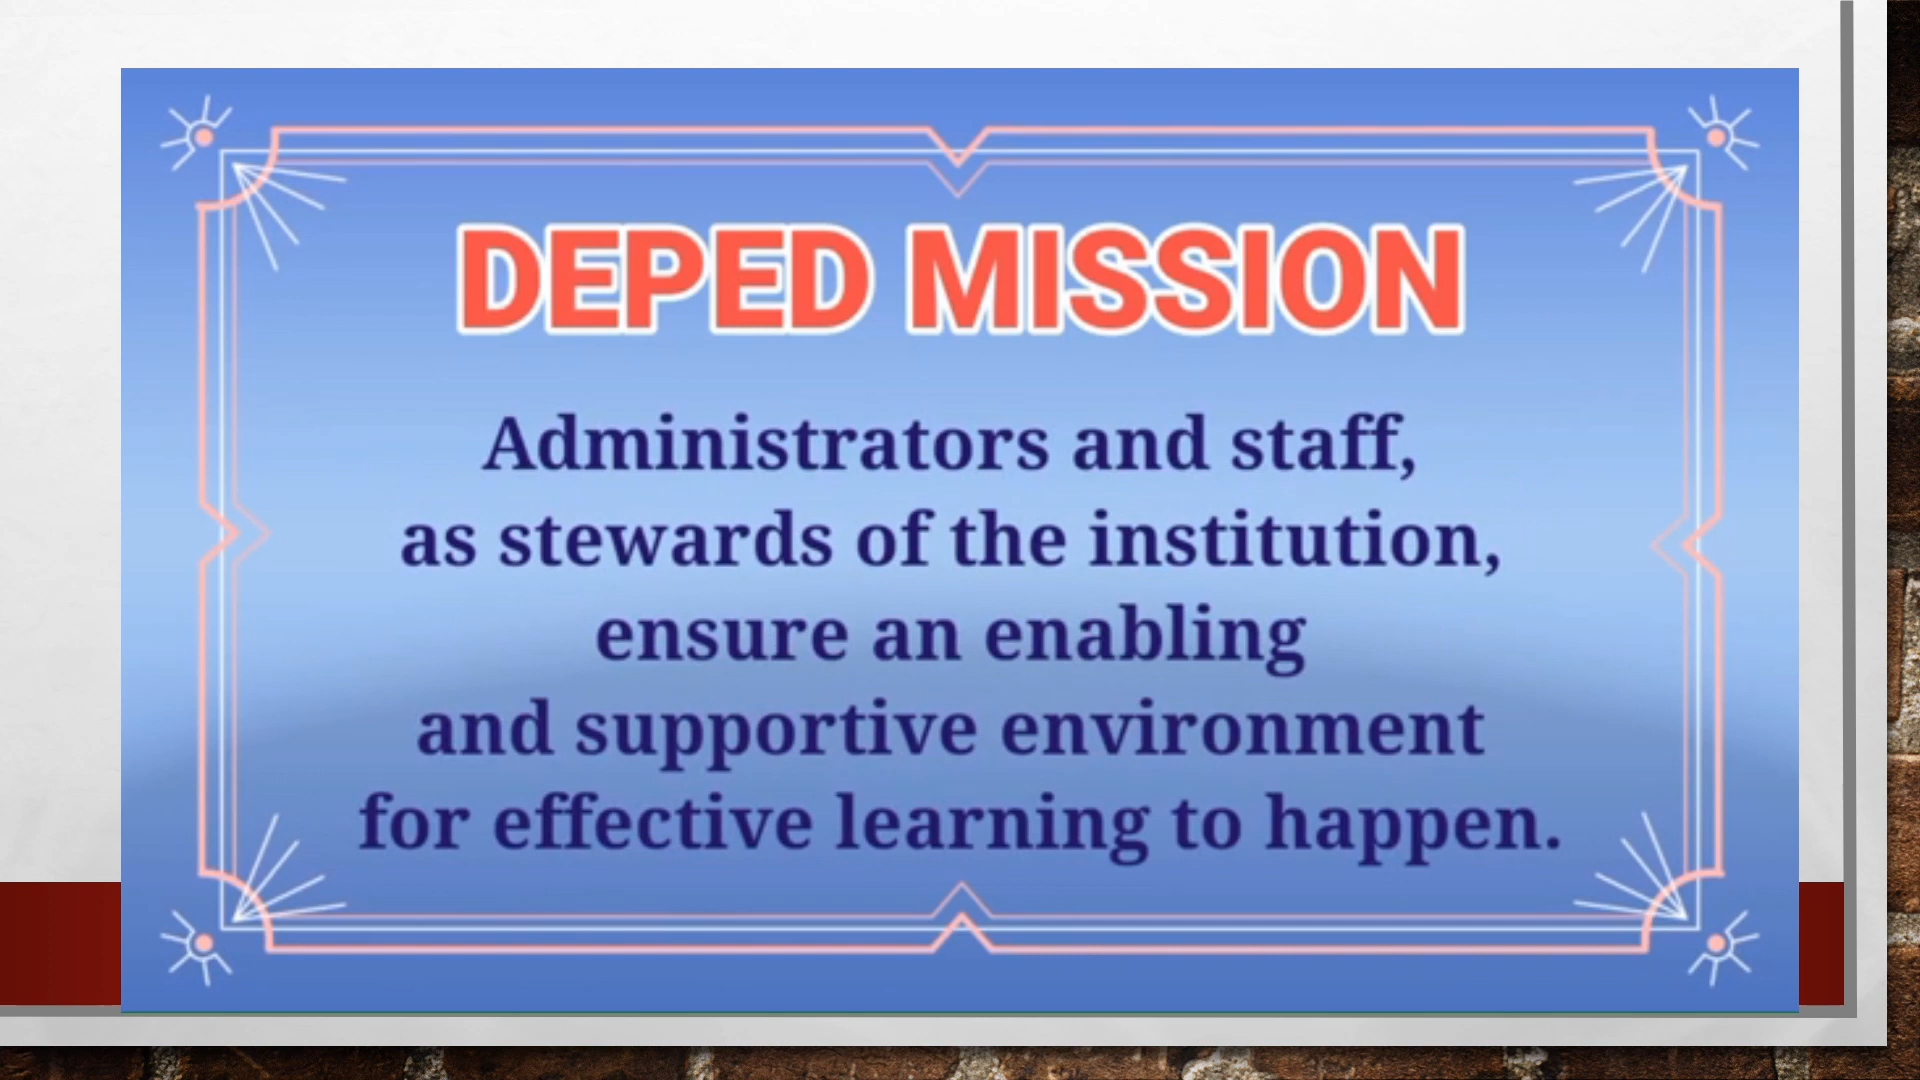 DEPED MISSION
Administrators and staff,
as stewards of the institution,
ensure an enabling
and supportive environment
for effective learning to happen.